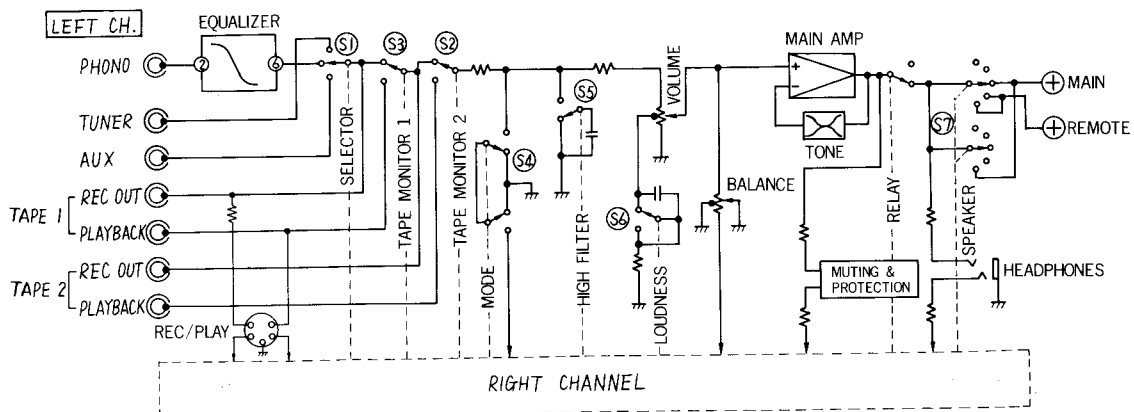 LEFT CH.
EQUALIZER
PHONO
2
6
S1
S3
S2
TUNER
AUX
TAPE 1
REC OUT
PLAYBACK
TAPE 2
REC OUT
PLAYBACK
REC/PLAY
SELECTOR
TAPE MONITOR 1
TAPE MONITOR 2
MODE
S4
S5
HIGH FILTER
S6
LOUDNESS
VOLUME
BALANCE
MAIN AMP
+
−
TONE
MUTING &
PROTECTION
RELAY
S7
SPEAKER
+ MAIN
+ REMOTE
HEADPHONES
RIGHT CHANNEL